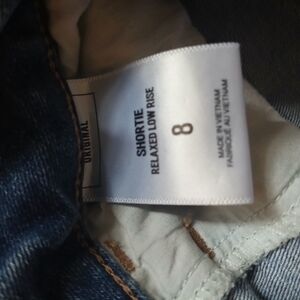 ORIGINAL
SHORTIE
RELAXED LOW RISE
8
MADE IN VIETNAM
FABRIQUÉ AU VIETNAM